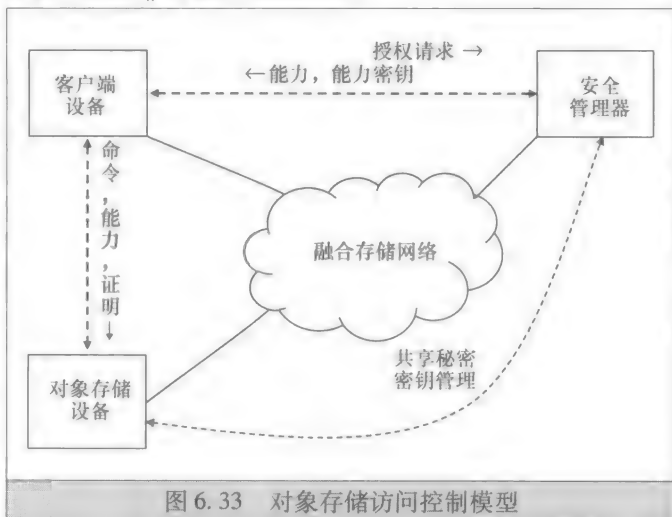 授权请求 →
←能力，能力密钥
客户端
设备
安全
管理器
命令，能力，证明↓
融合存储网络
共享秘密
密钥管理
对象存储
设备
图 6.33 对象存储访问控制模型